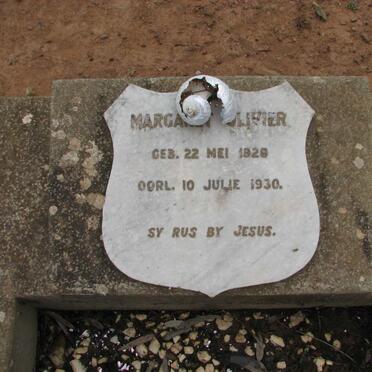 GEB. 22 MEI 1928
OORL. 10 JULIE 1930.
SY RUS BY JESUS.